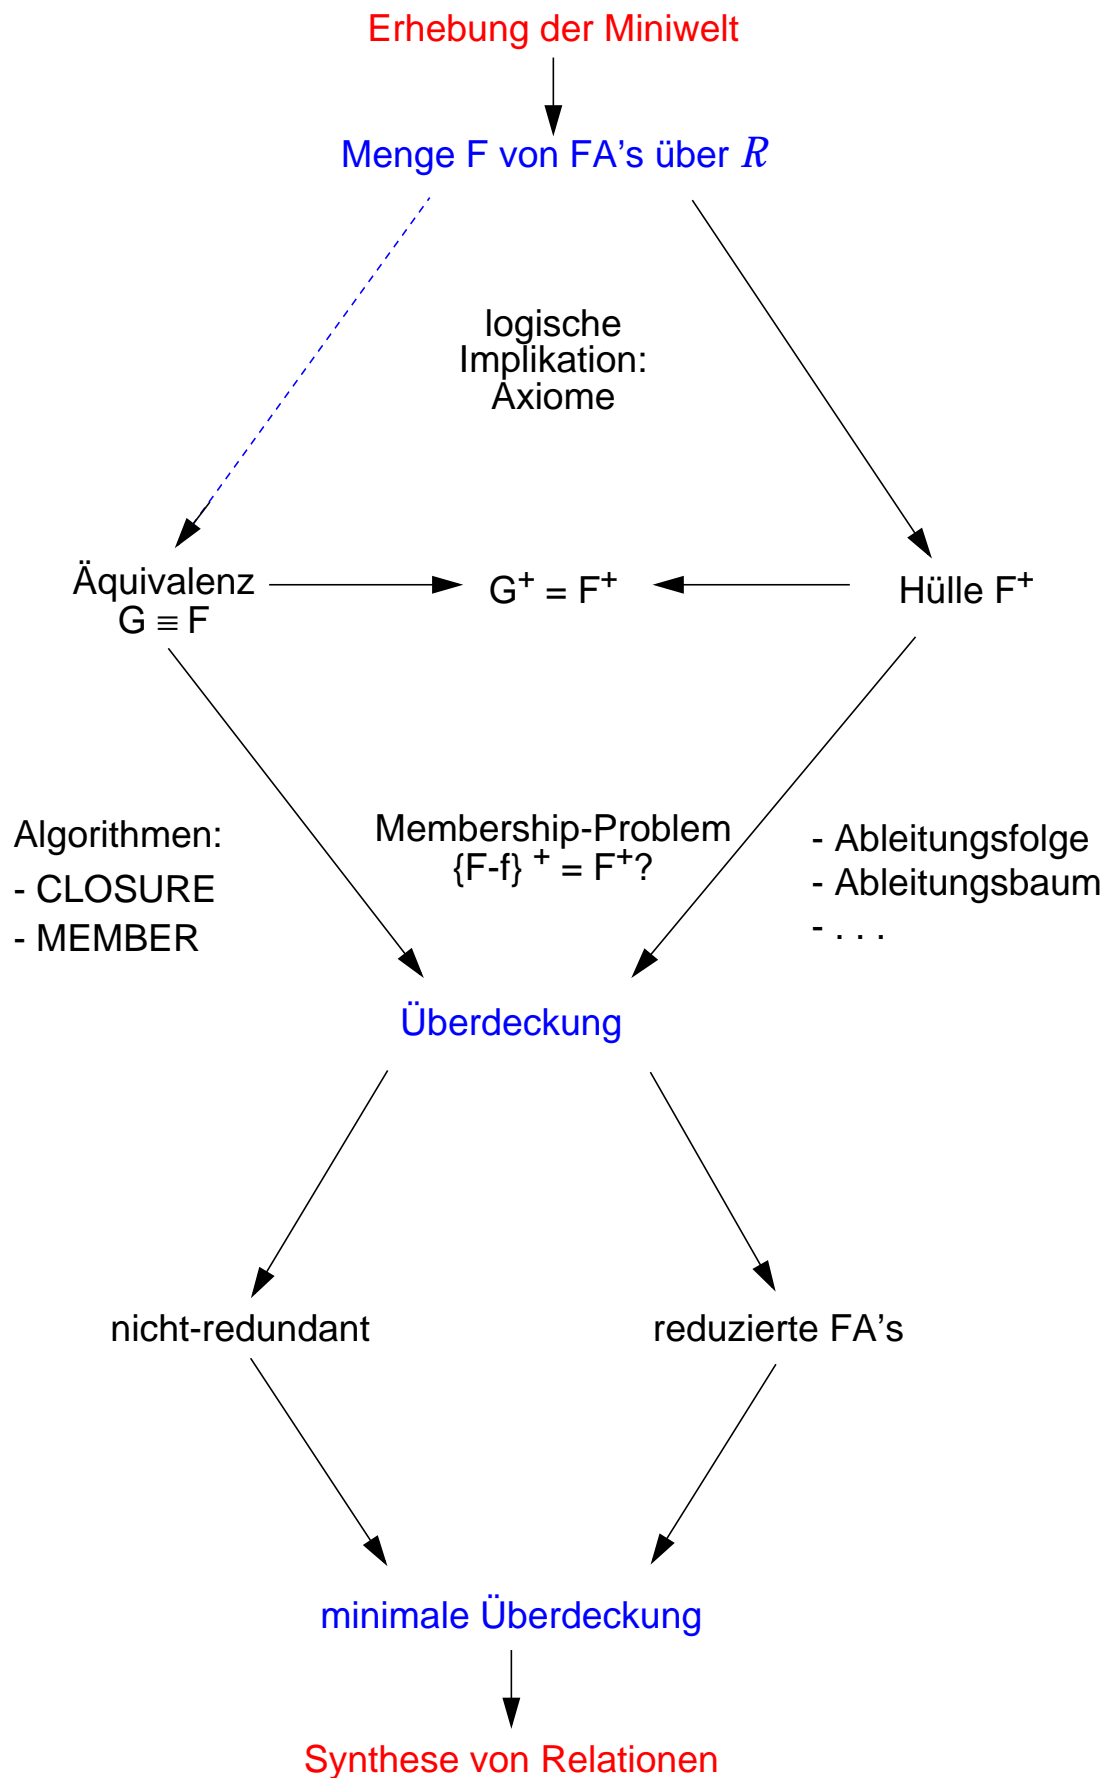 Erhebung der Miniwelt
Menge F von FA's über R
logische
Implikation:
Axiome
Äquivalenz
G ≡ F
G⁺ = F⁺
Hülle F⁺
Algorithmen:
- CLOSURE
- MEMBER
Membership-Problem
{F-f} ⁺ = F⁺?
- Ableitungsfolge
- Ableitungsbaum
- . . .
Überdeckung
nicht-redundant
reduzierte FA's
minimale Überdeckung
Synthese von Relationen